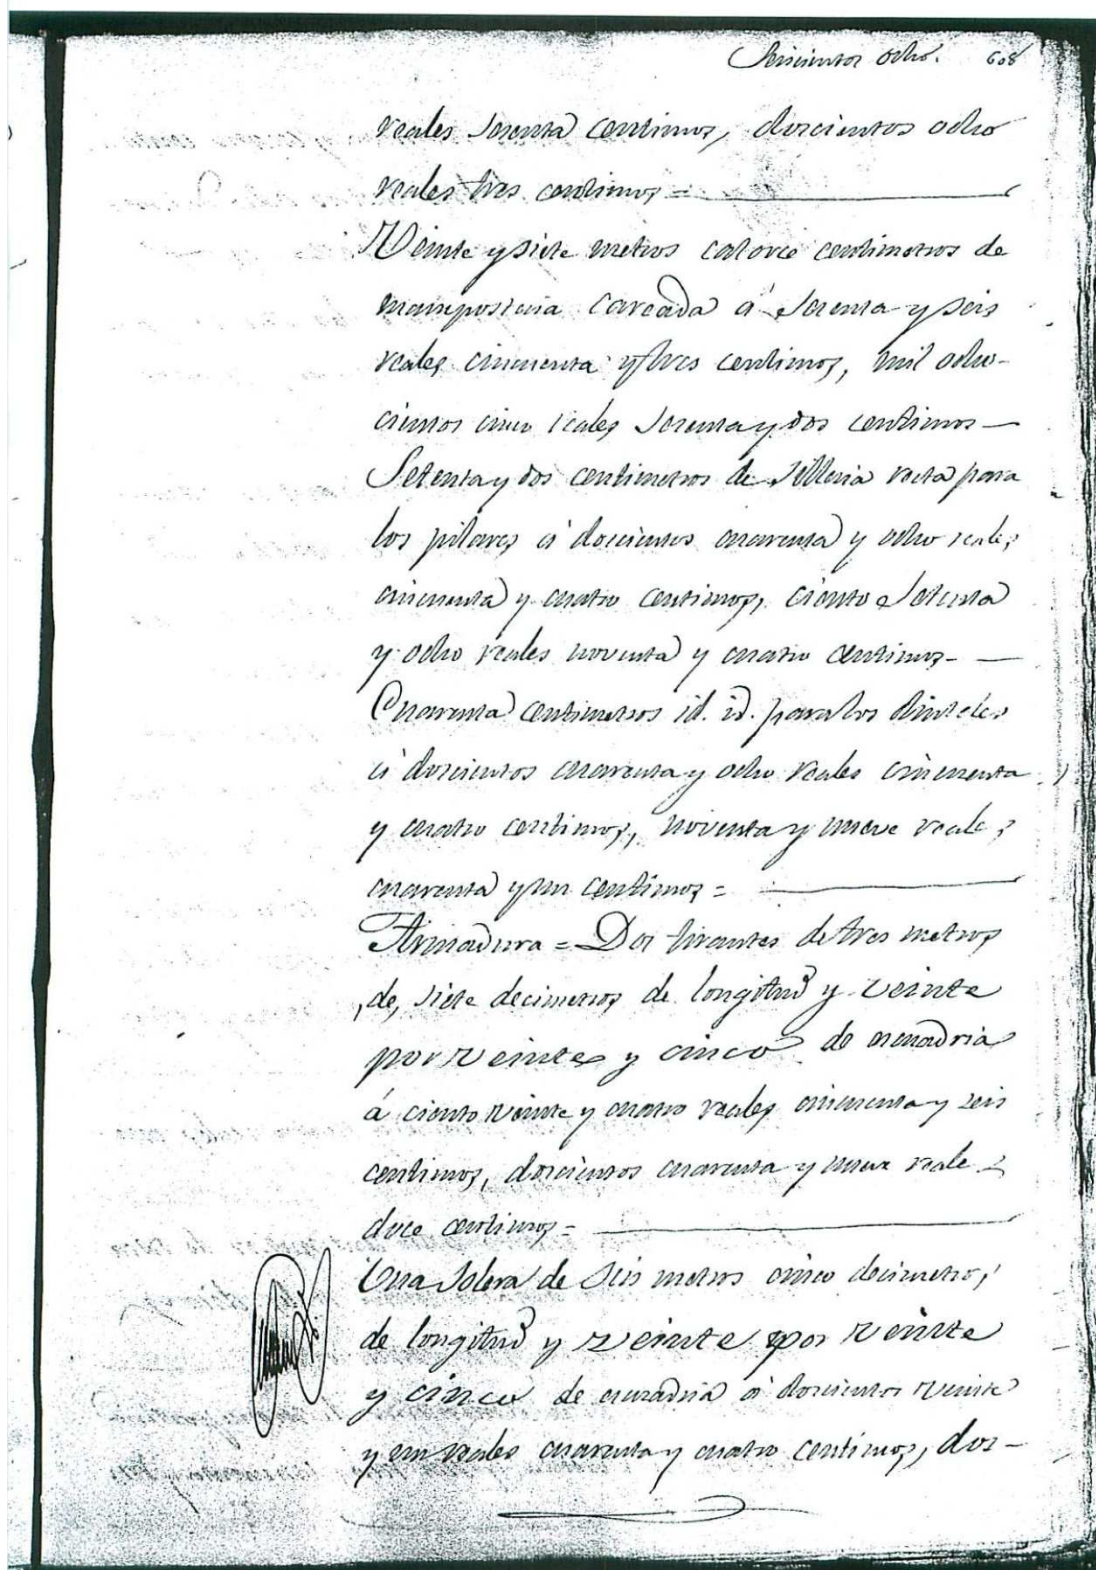 Seiscientos ocho. 608
reales sesenta centimos, doscientos ocho
reales tres centimos =
Veinte y siete metros catorce centimetros de
mamposteria careada á sesenta y seis
reales cincuenta y tres centimos, mil ocho-
cientos cinco reales sesenta y dos centimos
Setenta y dos centimetros de silleria recta para
los pilares á doscientos cuarenta y ocho reales
cincuenta y cuatro centimos, ciento setenta
y ocho reales noventa y cuatro centimos-
Cuarenta centimetros id. id. para los dinteles
á doscientos cuarenta y ocho reales cincuenta
y cuatro centimos, noventa y nueve reales
cuarenta y un centimos =
Armadura = Dos tirantes de tres metros
de, siete decimetros de longitud y veinte
por veinte y cinco de escuadria
á ciento veinte y cuatro reales cincuenta y seis
centimos, doscientos cuarenta y nueve reales
doce centimos =
Una solera de seis metros cinco decimetros
de longitud y veinte por veinte
y cinco de escuadria á doscientos veinte
y un reales cuarenta y cuatro centimos, dos-